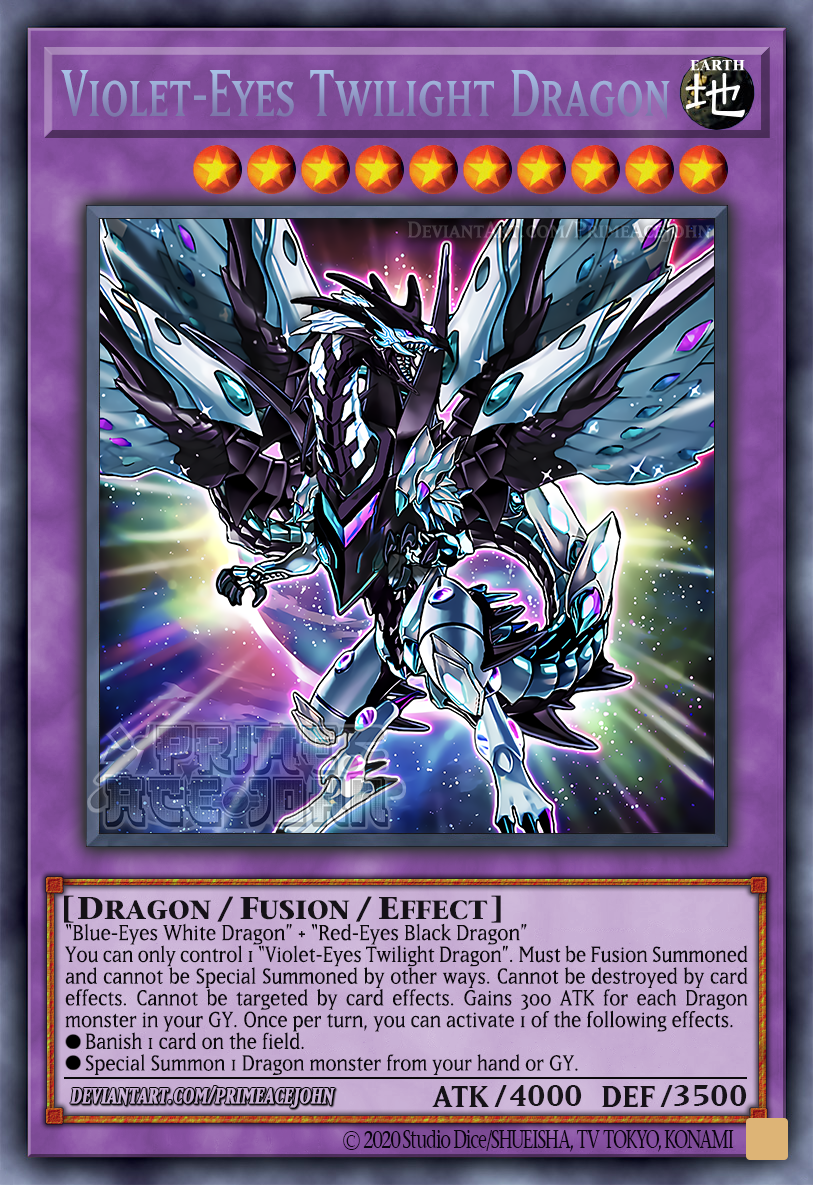 Violet-Eyes Twilight Dragon
EARTH
地
DeviantArt.com/PrimeAceJohn
PRIME
ACE JOHN
[Dragon / Fusion / Effect]
"Blue-Eyes White Dragon" + "Red-Eyes Black Dragon"
You can only control 1 "Violet-Eyes Twilight Dragon". Must be Fusion Summoned
and cannot be Special Summoned by other ways. Cannot be destroyed by card
effects. Cannot be targeted by card effects. Gains 300 ATK for each Dragon
monster in your GY. Once per turn, you can activate 1 of the following effects.
●Banish 1 card on the field.
●Special Summon 1 Dragon monster from your hand or GY.
DEVIANTART.COM/PRIMEACEJOHN ATK/4000 DEF/3500
© 2020 Studio Dice/SHUEISHA, TV TOKYO, KONAMI